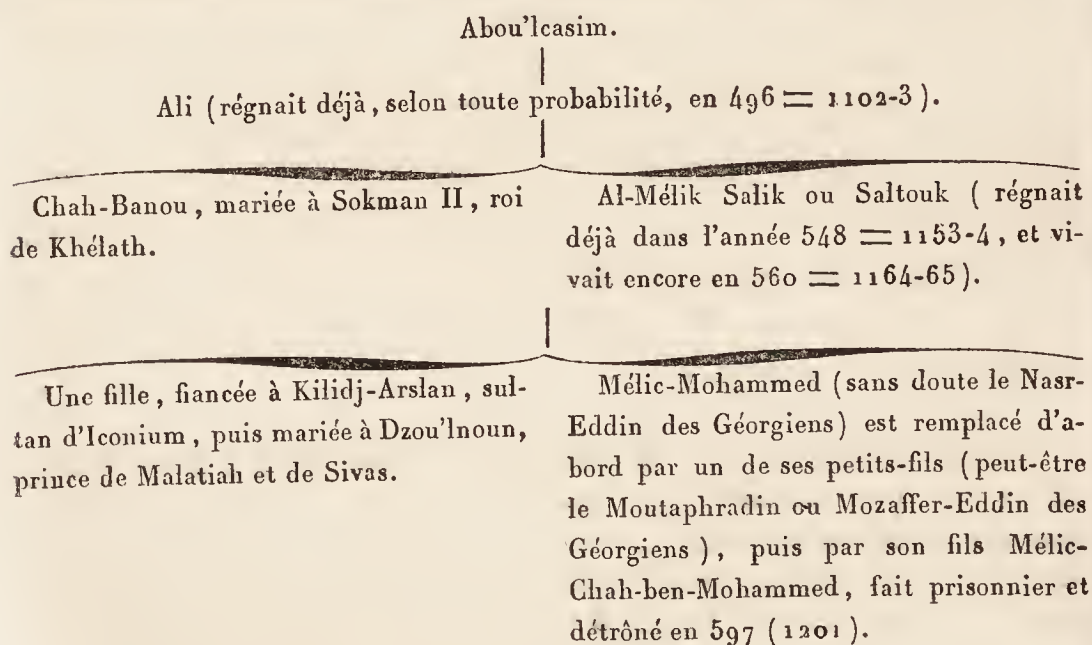 Abou'lcasim.
Ali (régnait déjà, selon toute probabilité, en 496 = 1102-3).
Chah-Banou, mariée à Sokman II, roi
de Khélath.
Al-Mélik Salik ou Saltouk ( régnait
déjà dans l'année 548 = 1153-4, et vi-
vait encore en 560 = 1164-65).
Une fille, fiancée à Kilidj-Arslan, sul-
tan d'Iconium, puis mariée à Dzou'lnoun,
prince de Malatiah et de Sivas.
Mélic-Mohammed (sans doute le Nasr-
Eddin des Géorgiens) est remplacé d'a-
bord par un de ses petits-fils (peut-être
le Moutaphradin ou Mozaffer-Eddin des
Géorgiens), puis par son fils Mélic-
Chah-ben-Mohammed, fait prisonnier et
détrôné en 597 (1201).